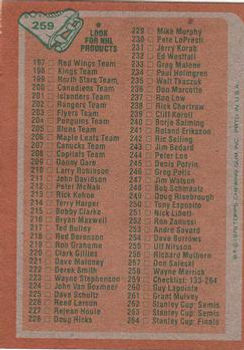 259
LOOK
FOR NHL
PRODUCTS
197 Red Wings Team
198 Kings Team
199 North Stars Team
200 Canadiens Team
201 Islanders Team
202 Rangers Team
203 Flyers Team
204 Penguins Team
205 Blues Team
206 Maple Leafs Team
207 Canucks Team
208 Capitals Team
209 Danny Gare
210 Larry Robinson
211 John Davidson
212 Peter McNab
213 Rick Kehoe
214 Terry Harper
215 Bobby Clarke
216 Bryan Maxwell
217 Ted Bulley
218 Red Berenson
219 Ron Grahame
220 Clark Gillies
221 Dave Maloney
222 Derek Smith
223 Wayne Stephenson
224 John Van Boxmeer
225 Dave Schultz
226 Reed Larson
227 Rejean Houle
228 Doug Hicks
229 Mike Murphy
230 Pete LoPresti
231 Jerry Korab
232 Ed Westfall
233 Greg Malone
234 Paul Holmgren
235 Walt Tkaczuk
236 Don Marcotte
237 Ron Low
238 Rick Chartraw
239 Cliff Koroll
240 Borje Salming
241 Roland Eriksson
242 Ric Seiling
243 Jim Bedard
244 Peter Lee
245 Denis Potvin
246 Greg Polis
247 Jim Watson
248 Bob Schmautz
249 Doug Risebrough
250 Tony Esposito
251 Nick Libett
252 Ron Zanussi
253 Andre Savard
254 Dave Burrows
255 Ulf Nilsson
256 Richard Mulhern
257 Don Saleski
258 Wayne Merrick
259 Checklist: 133-264
260 Guy Lapointe
261 Grant Mulvey
262 Stanley Cup: Semis
263 Stanley Cup: Semis
264 Stanley Cup: Finals